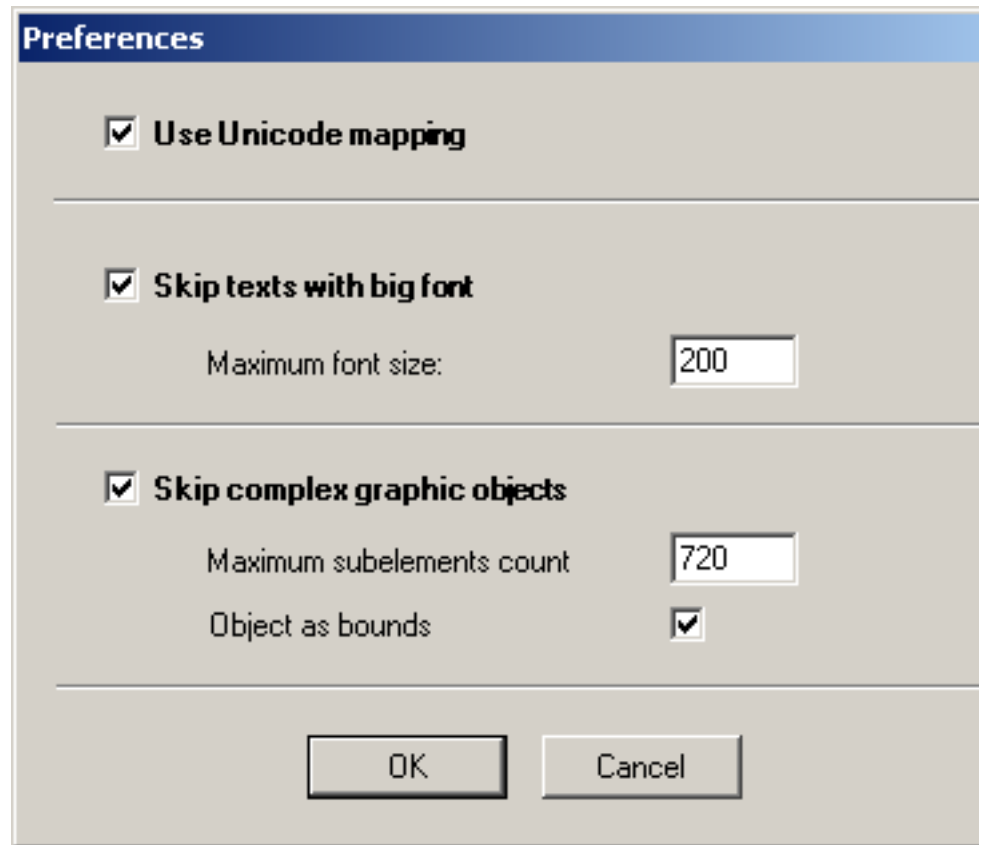 Preferences
Use Unicode mapping
Skip texts with big font
Maximum font size: 200
Skip complex graphic objects
Maximum subelements count 720
Object as bounds
OK Cancel